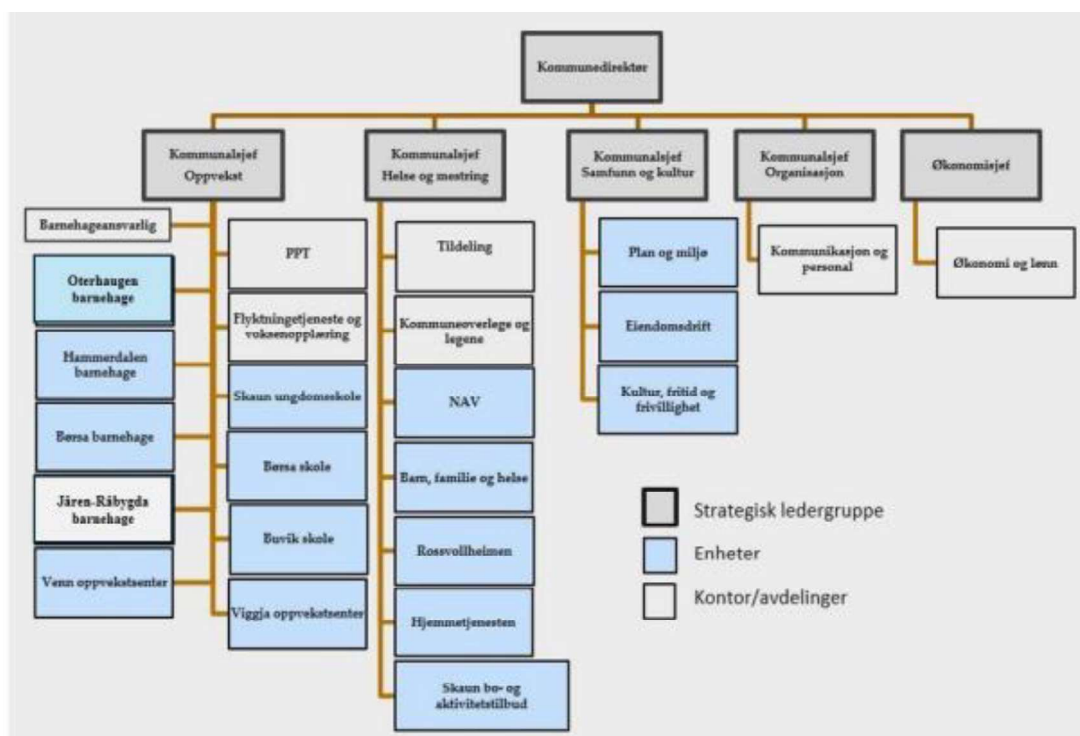 Kommunedirektør
Kommunalsjef
Oppvekst
Kommunalsjef
Helse og mestring
Kommunalsjef
Samfunn og kultur
Kommunalsjef
Organisasjon
Økonomisjef
Barnehageansvarlig
Oterhaugen
barnehage
Hammerdalen
barnehage
Børsa barnehage
Jåren-Råbygda
barnehage
Venn oppvekstsenter
PPT
Flyktningetjeneste og
voksenopplæring
Skaun ungdomsskole
Børsa skole
Buvik skole
Viggja oppvekstsenter
Tildeling
Kommuneoverlege og
legene
NAV
Barn, familie og helse
Rossvollheimen
Hjemmetjenesten
Skaun bo- og
aktivitetstilbud
Plan og miljø
Eiendomsdrift
Kultur, fritid og
frivillighet
Kommunikasjon og
personal
Økonomi og lønn
Strategisk ledergruppe
Enheter
Kontor/avdelinger